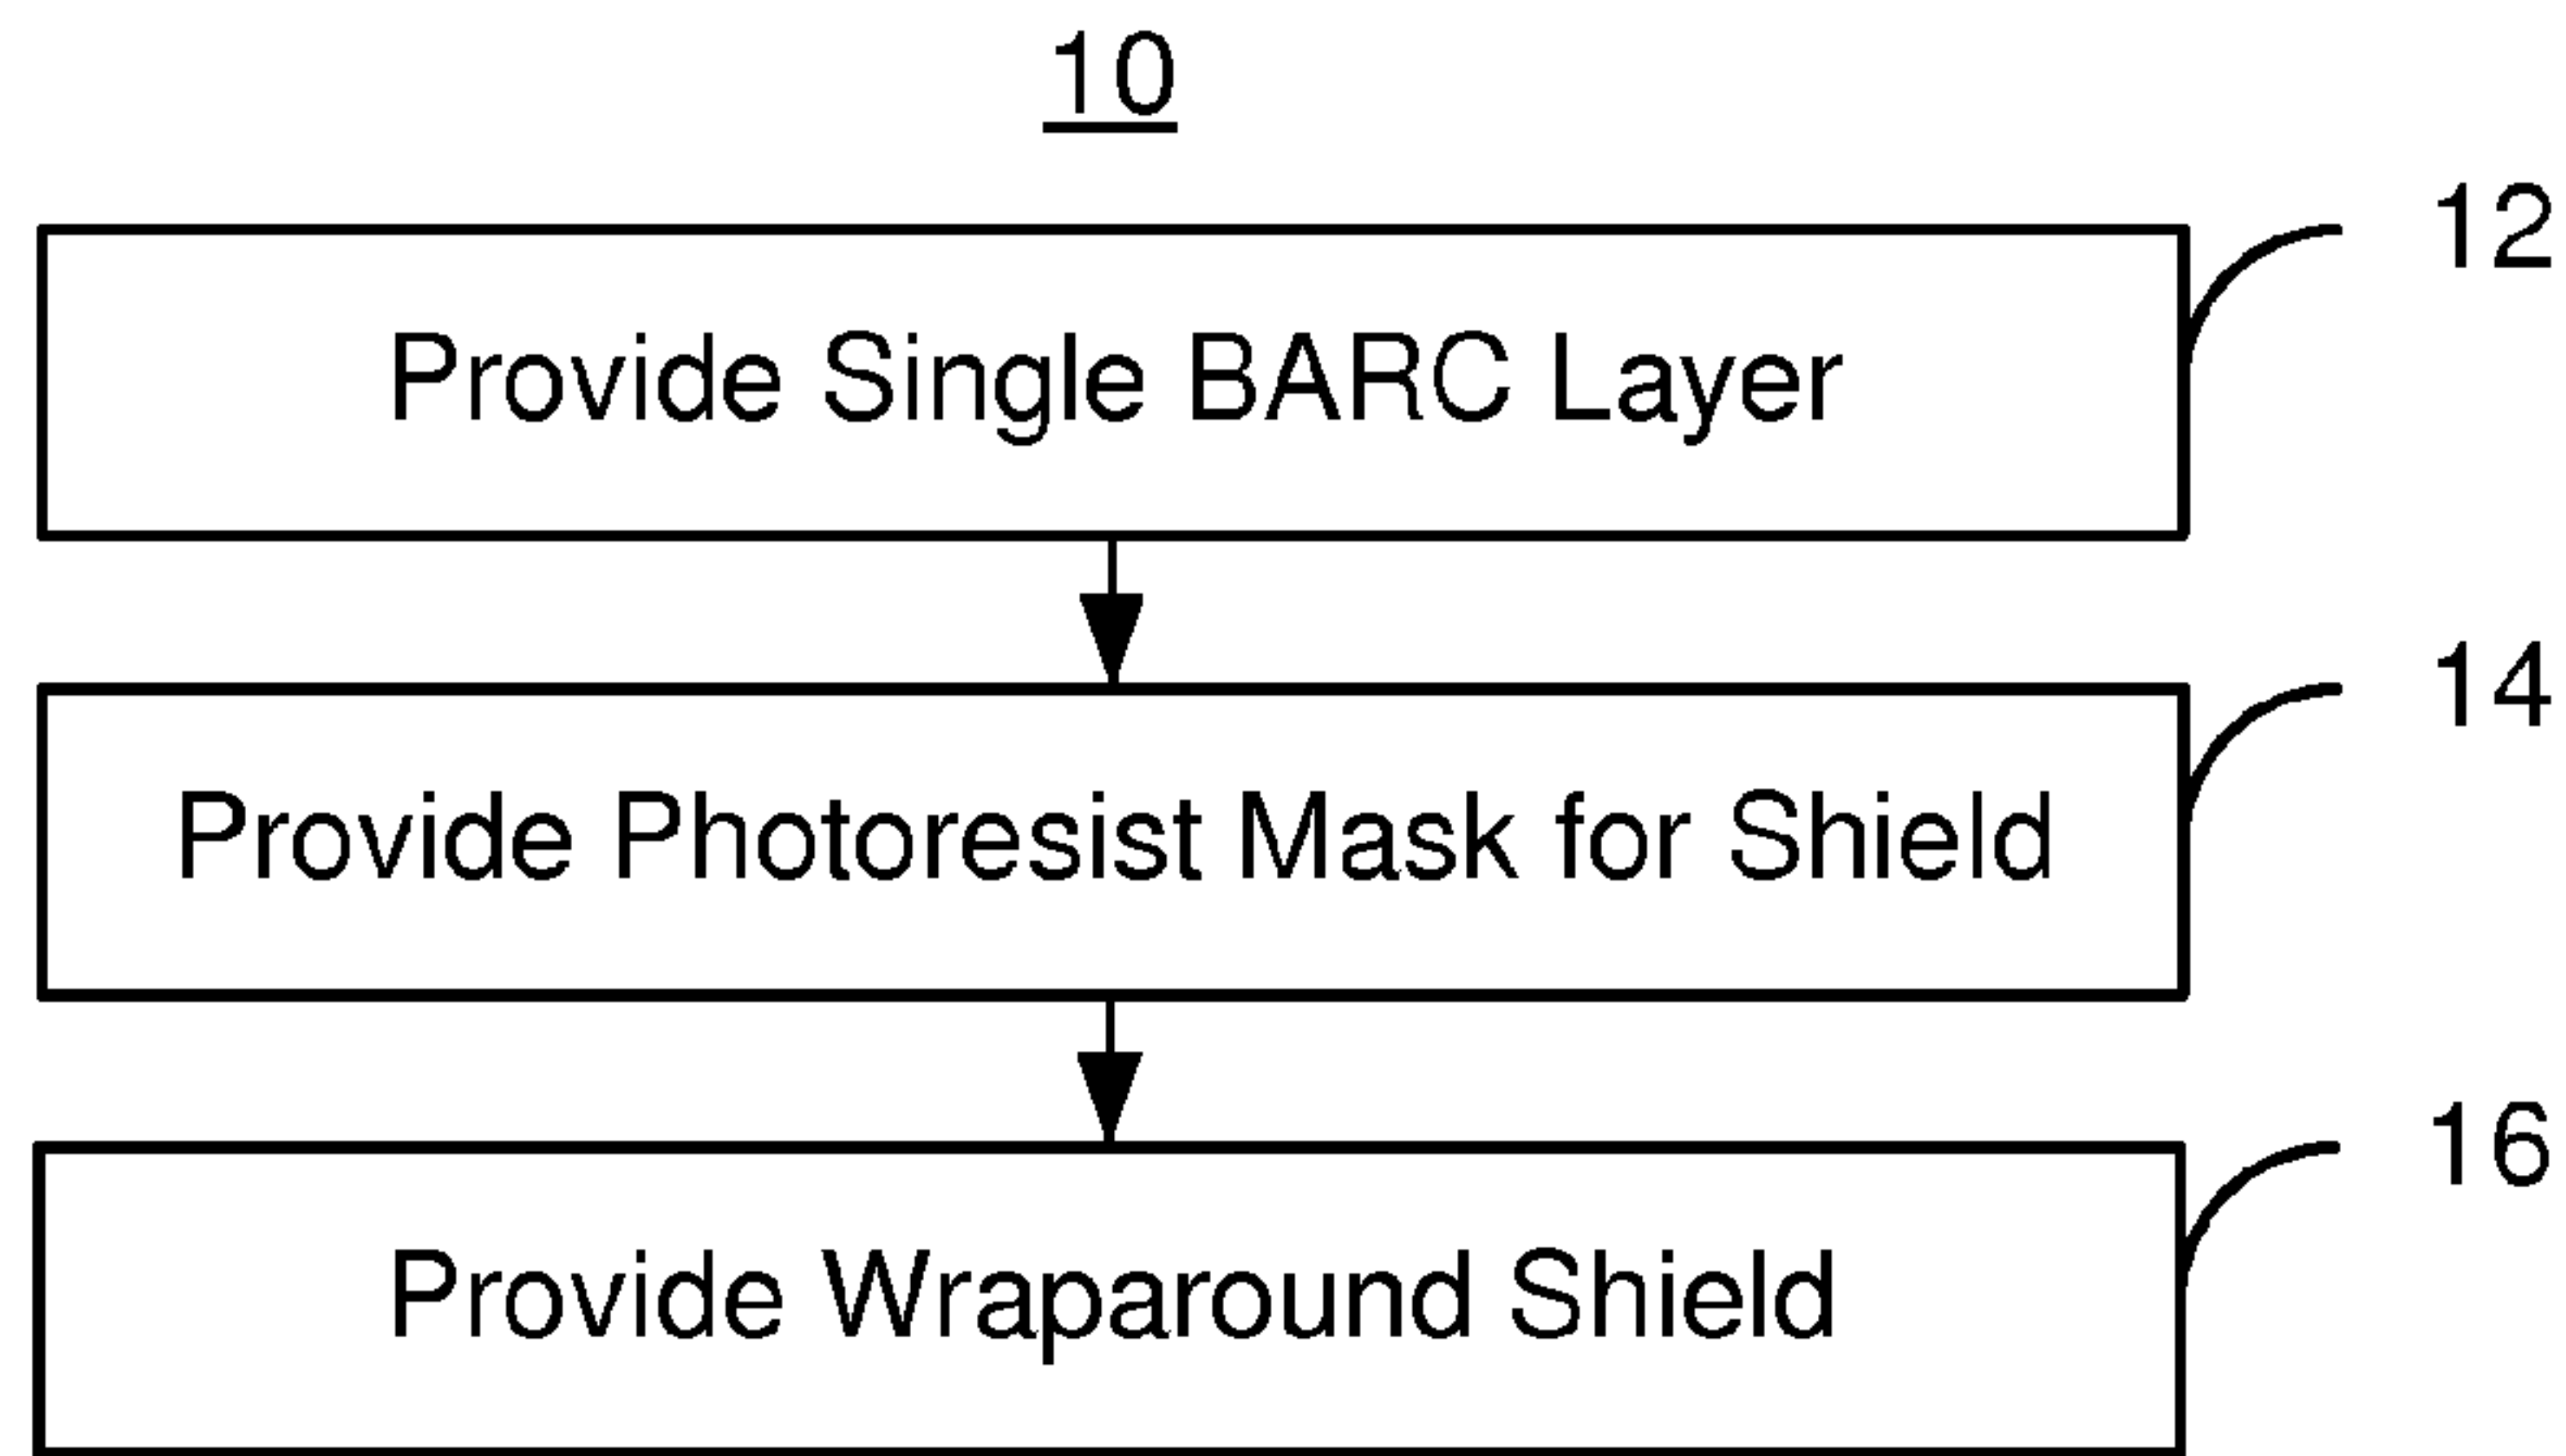 10
12
Provide Single BARC Layer
14
Provide Photoresist Mask for Shield
16
Provide Wraparound Shield